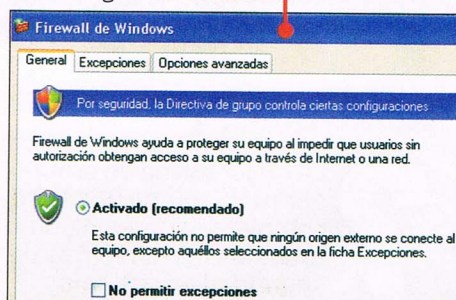 Firewall de Windows
General Excepciones Opciones avanzadas
Por seguridad, la Directiva de grupo controla ciertas configuraciones
Firewall de Windows ayuda a proteger su equipo al impedir que usuarios sin
autorización obtengan acceso a su equipo a través de Internet o una red.
Activado (recomendado)
Esta configuración no permite que ningún origen externo se conecte al
equipo, excepto aquéllos seleccionados en la ficha Excepciones.
No permitir excepciones